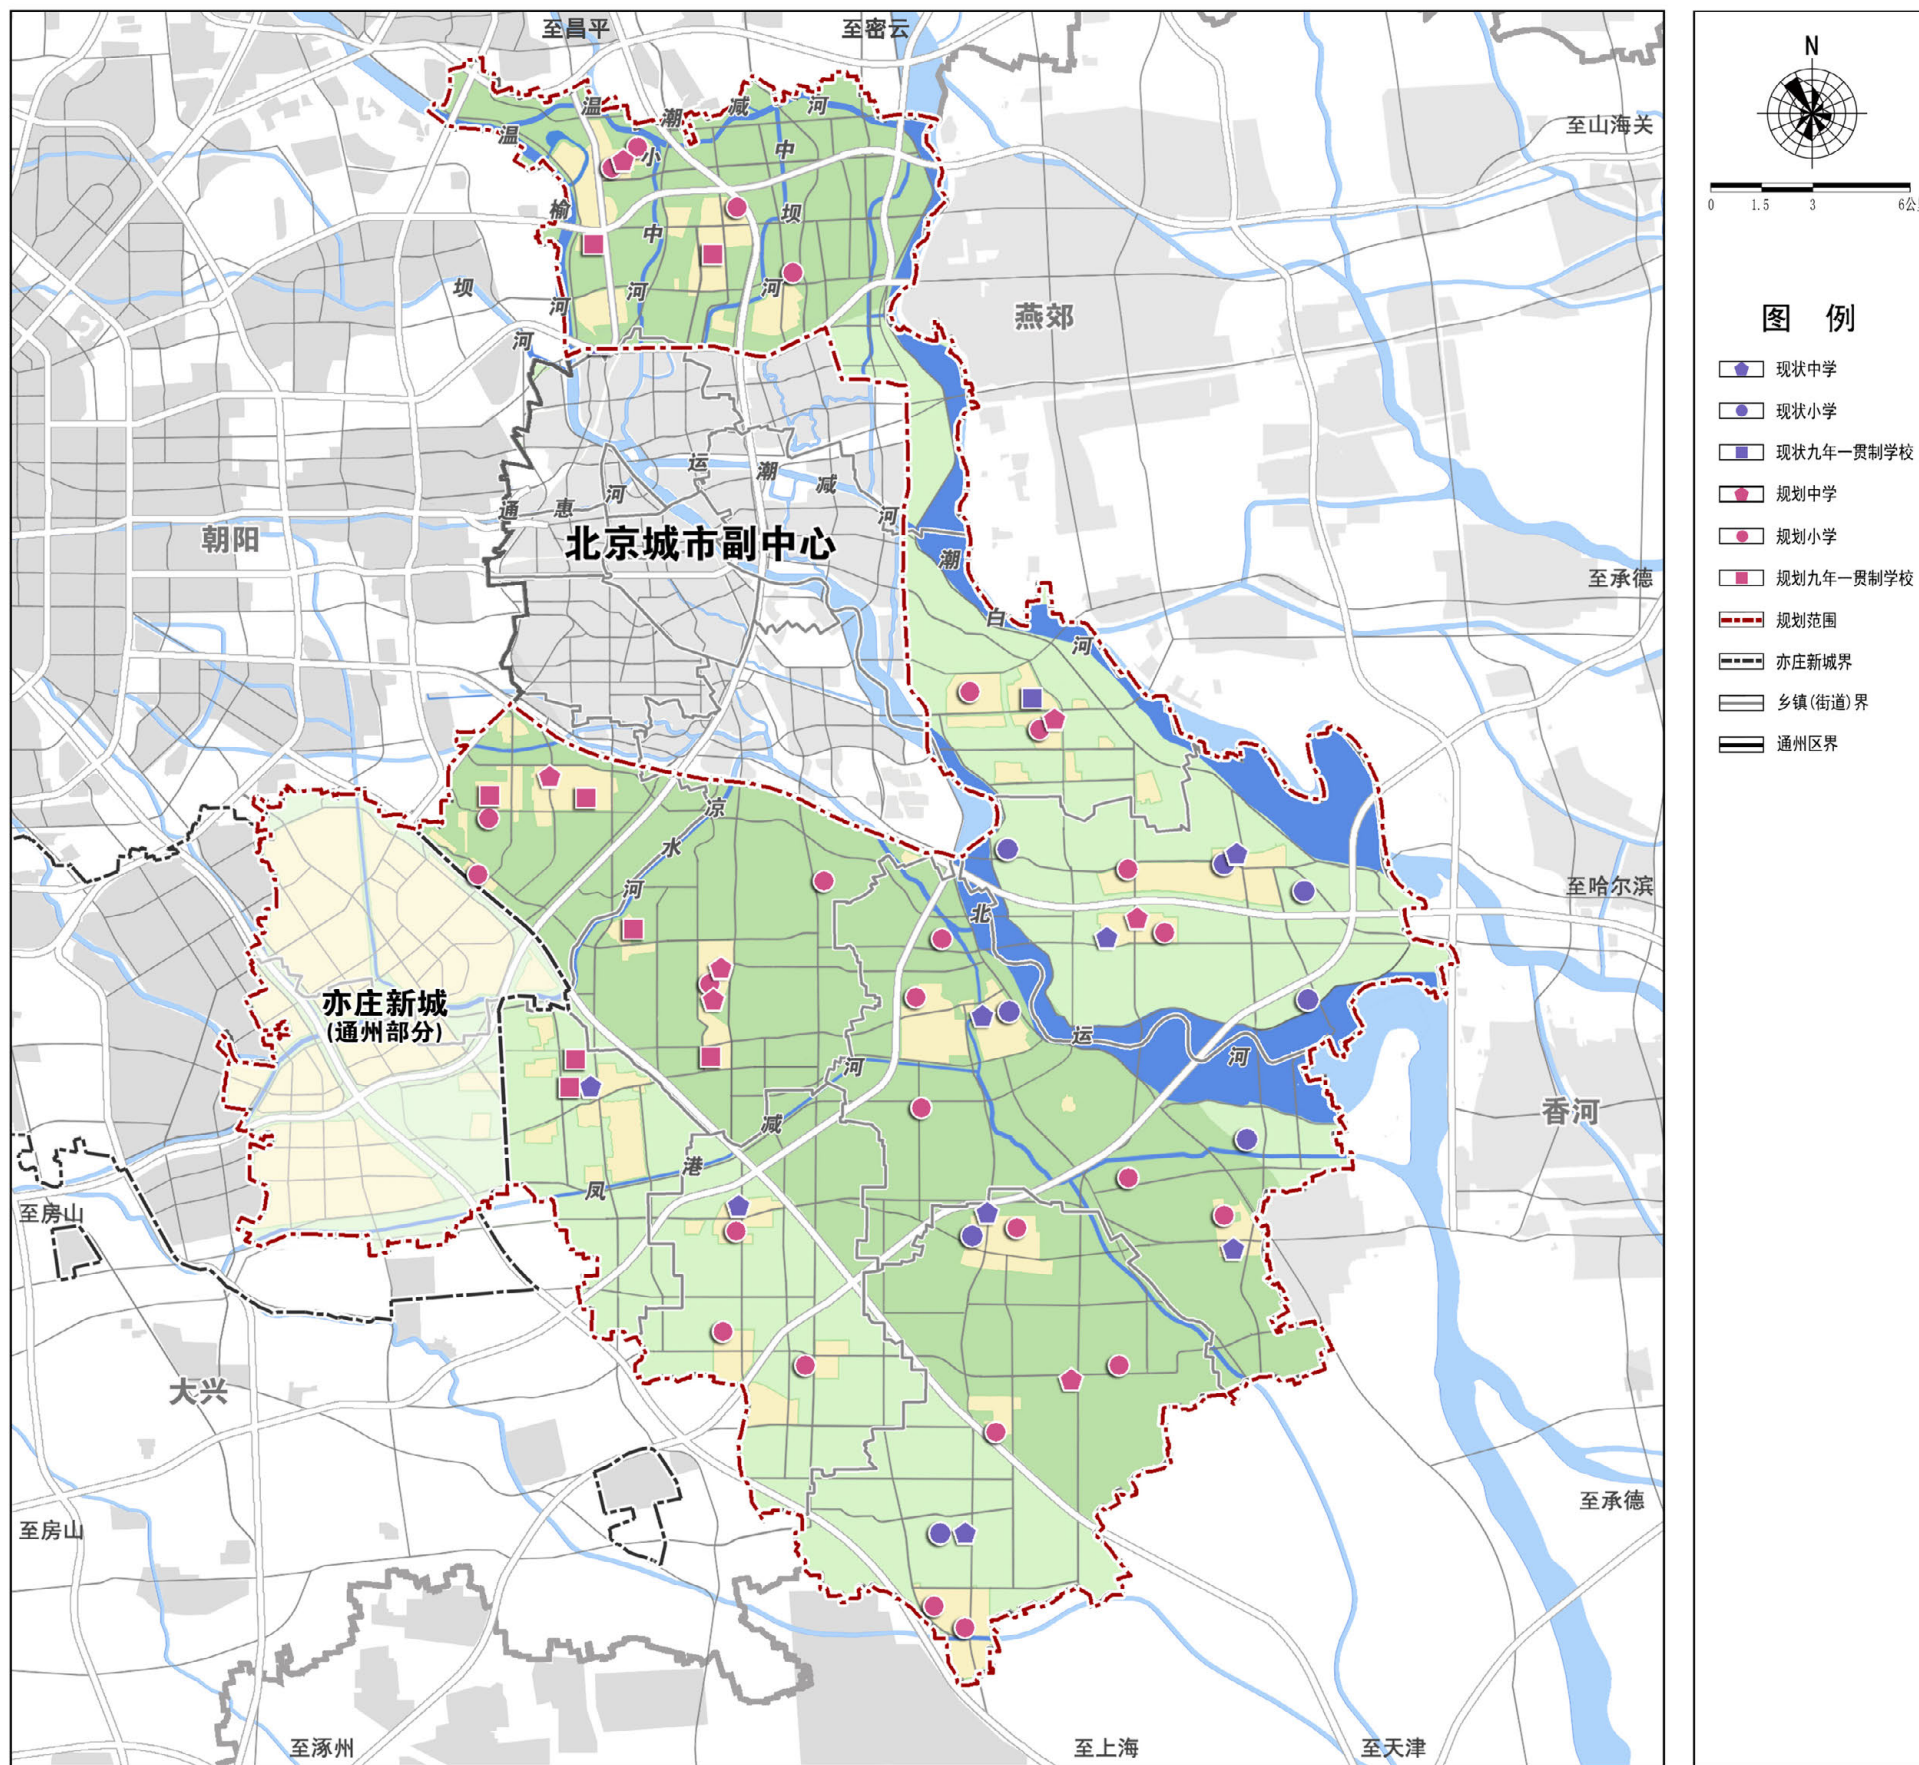 至昌平
至密云
至山海关
温
潮
减
河
温
小
中
榆
坝
中
坝
河
河
河
河
燕郊
河
运
潮
减
通
惠
河
河
朝阳
北京城市副中心
潮
至承德
白
河
凉
水
河
至哈尔滨
北
亦庄新城
(通州部分)
运
河
河
减
香河
港
凤
至房山
大兴
至承德
至房山
至涿州
至上海
至天津
N
0 1.5 3 6公
图 例
现状中学
现状小学
现状九年一贯制学校
规划中学
规划小学
规划九年一贯制学校
规划范围
亦庄新城界
乡镇(街道)界
通州区界